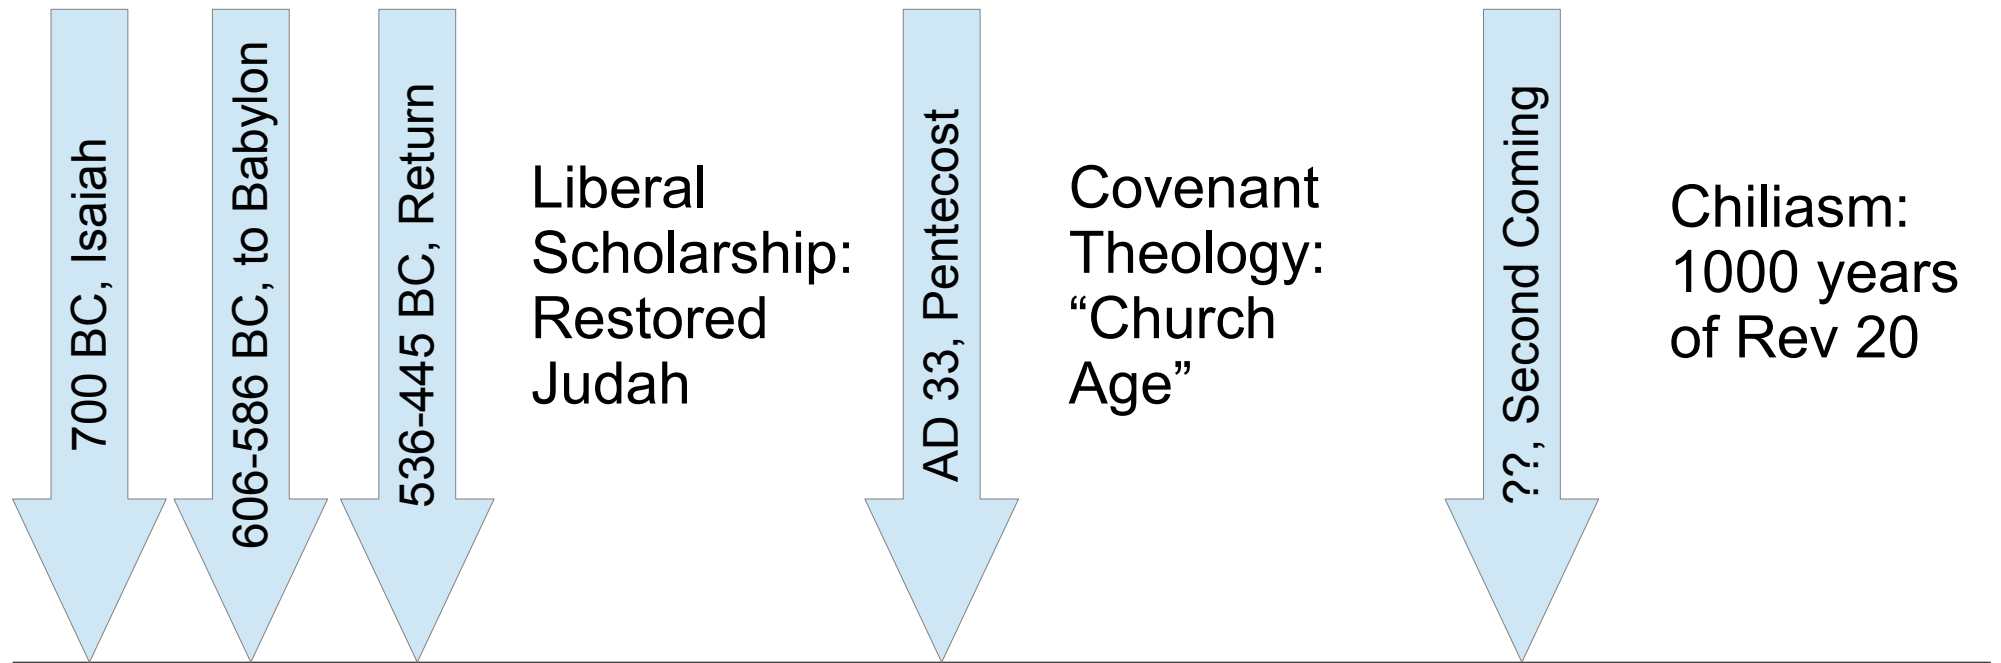 700 BC, Isaiah
606-586 BC, to Babylon
536-445 BC, Return
Liberal
Scholarship:
Restored
Judah
AD 33, Pentecost
Covenant
Theology:
“Church
Age”
??, Second Coming
Chiliasm:
1000 years
of Rev 20